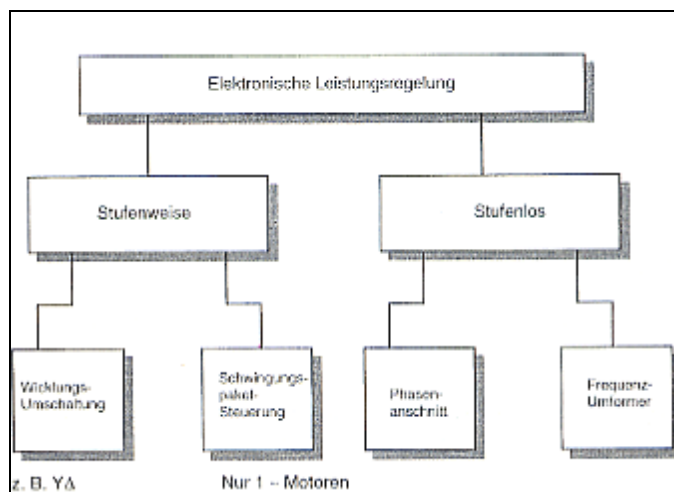 Elektronische Leistungsregelung
Stufenweise
Stufenlos
Wicklungs-
Umschaltung
Schwingungs-
paket-
Steuerung
Phasen-
anschnitt
Frequenz-
Umformer
z. B. YΔ
Nur 1 – Motoren